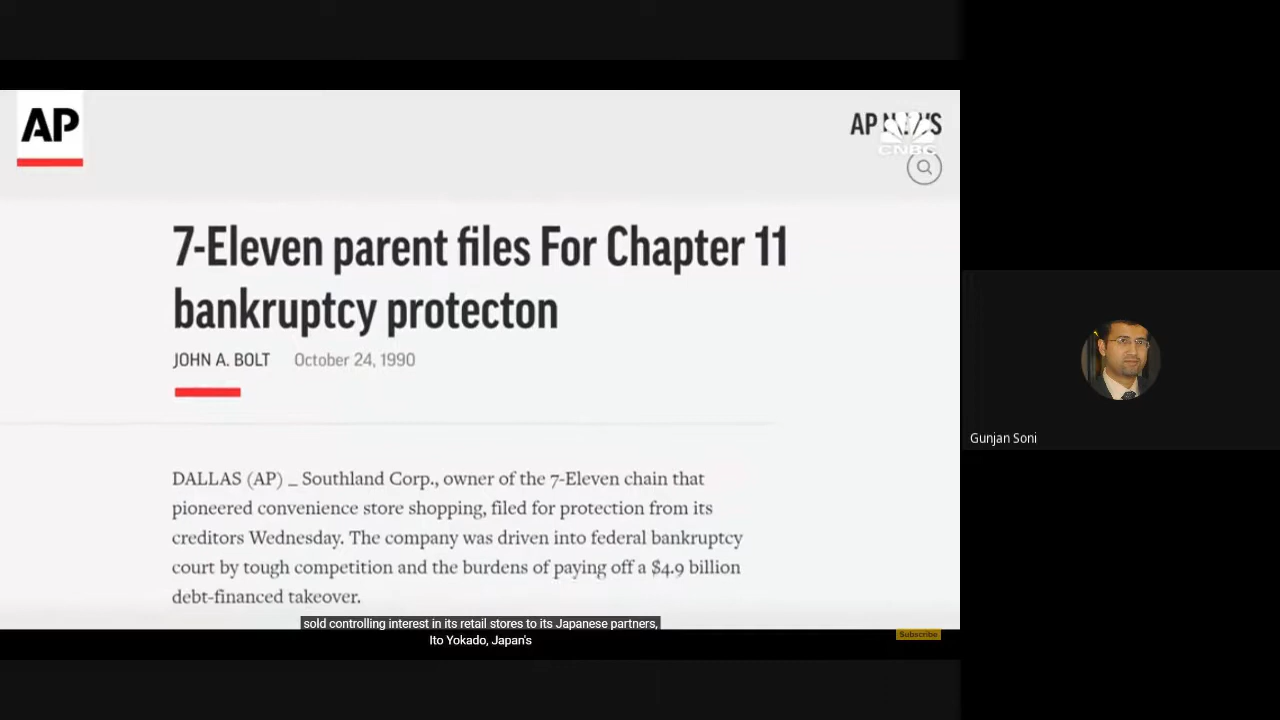 AP
AP NEWS
CNBC
7-Eleven parent files For Chapter 11
bankruptcy protecton
JOHN A. BOLT October 24, 1990
DALLAS (AP) _ Southland Corp., owner of the 7-Eleven chain that
pioneered convenience store shopping, filed for protection from its
creditors Wednesday. The company was driven into federal bankruptcy
court by tough competition and the burdens of paying off a $4.9 billion
debt-financed takeover.
sold controlling interest in its retail stores to its Japanese partners,
Ito Yokado, Japan's
Subscribe
Gunjan Soni